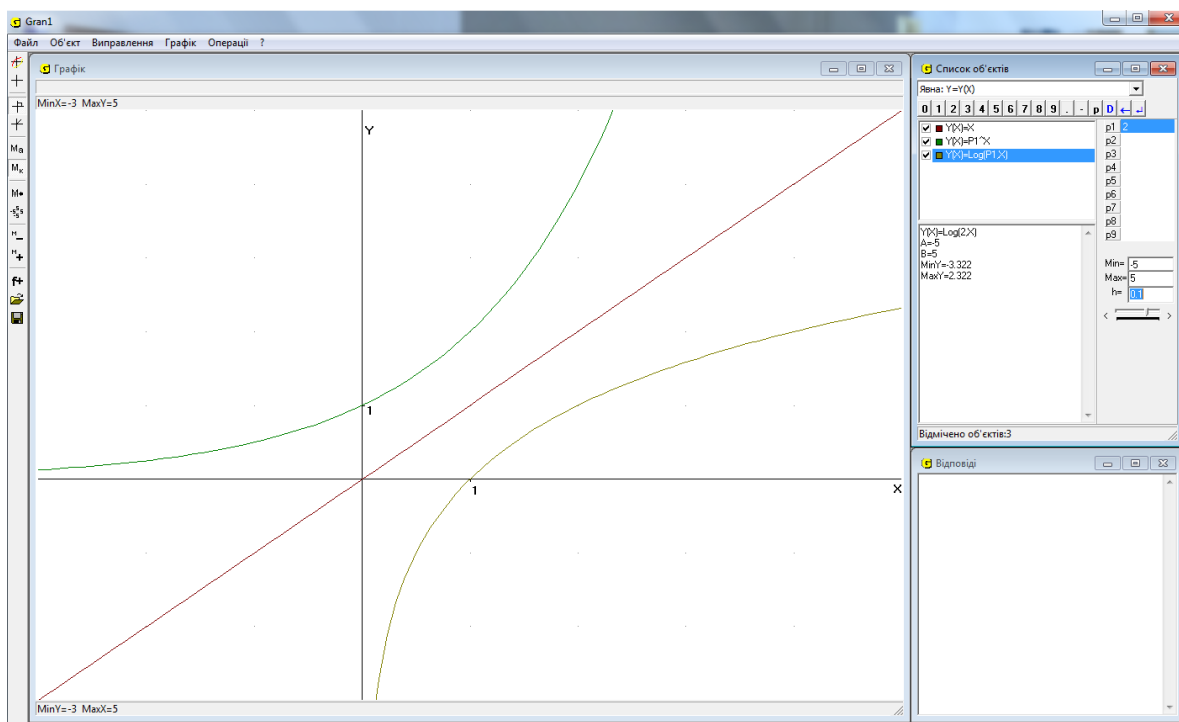 Gran1
Файл Об'єкт Виправлення Графік Операції ?
Графік
MinX=-3 MaxY=5
Y
1
1
X
MinY=-3 MaxX=5
Ma
Mк
M
M
M
f+
Список об'єктів
Явна: Y=Y(X)
0 1 2 3 4 5 6 7 8 9 . - p D ← ↵
Y(X)=X
Y(X)=P1^X
Y(X)=Log(P1,X)
p1 2
p2
p3
p4
p5
p6
p7
p8
p9
Y(X)=Log(2,X)
A=-5
B=5
MinY=-3.322
MaxY=2.322
Min= -5
Max= 5
h= 0.1
< >
Відмічено об'єктів:3
Відповіді